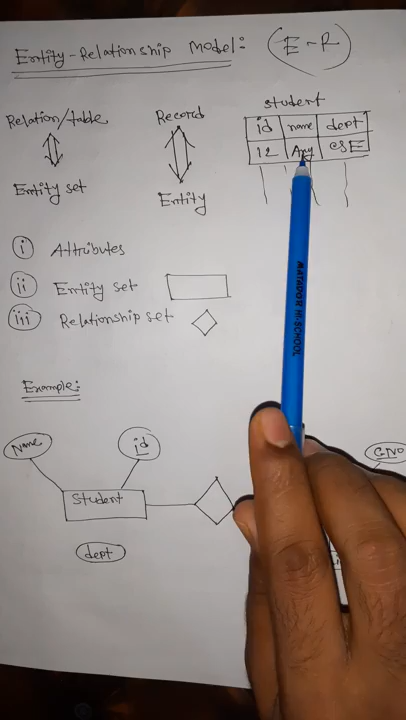 Entity-Relationship Model: (E-R)
student
Relation/table
Record
id name dept
12 Any CSE
Entity set
Entity
i Attributes
ii Entity set
iii Relationship set
Example:
Name
id
Student
dept
MATADOR HI-SCHOOL